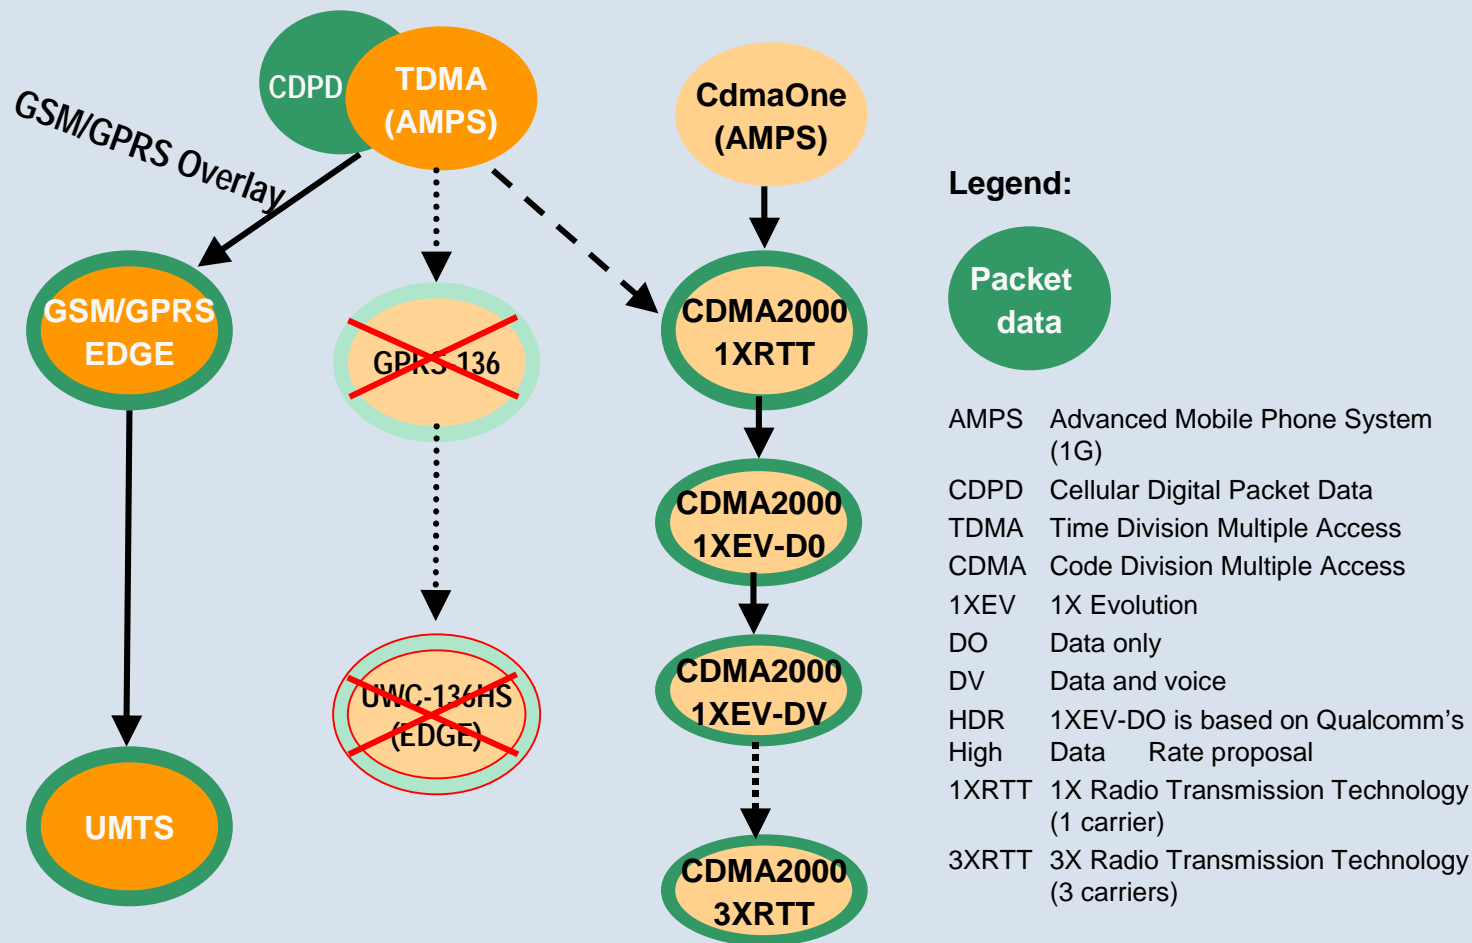 CDPD
TDMA
(AMPS)
CdmaOne
(AMPS)
GSM/GPRS Overlay
GSM/GPRS
EDGE
GPRS-136
CDMA2000
1XRTT
CDMA2000
1XEV-D0
UWC-136HS
(EDGE)
CDMA2000
1XEV-DV
UMTS
CDMA2000
3XRTT
Legend:
Packet
data
AMPS Advanced Mobile Phone System
(1G)
CDPD Cellular Digital Packet Data
TDMA Time Division Multiple Access
CDMA Code Division Multiple Access
1XEV 1X Evolution
DO Data only
DV Data and voice
HDR 1XEV-DO is based on Qualcomm's
High Data Rate proposal
1XRTT 1X Radio Transmission Technology
(1 carrier)
3XRTT 3X Radio Transmission Technology
(3 carriers)